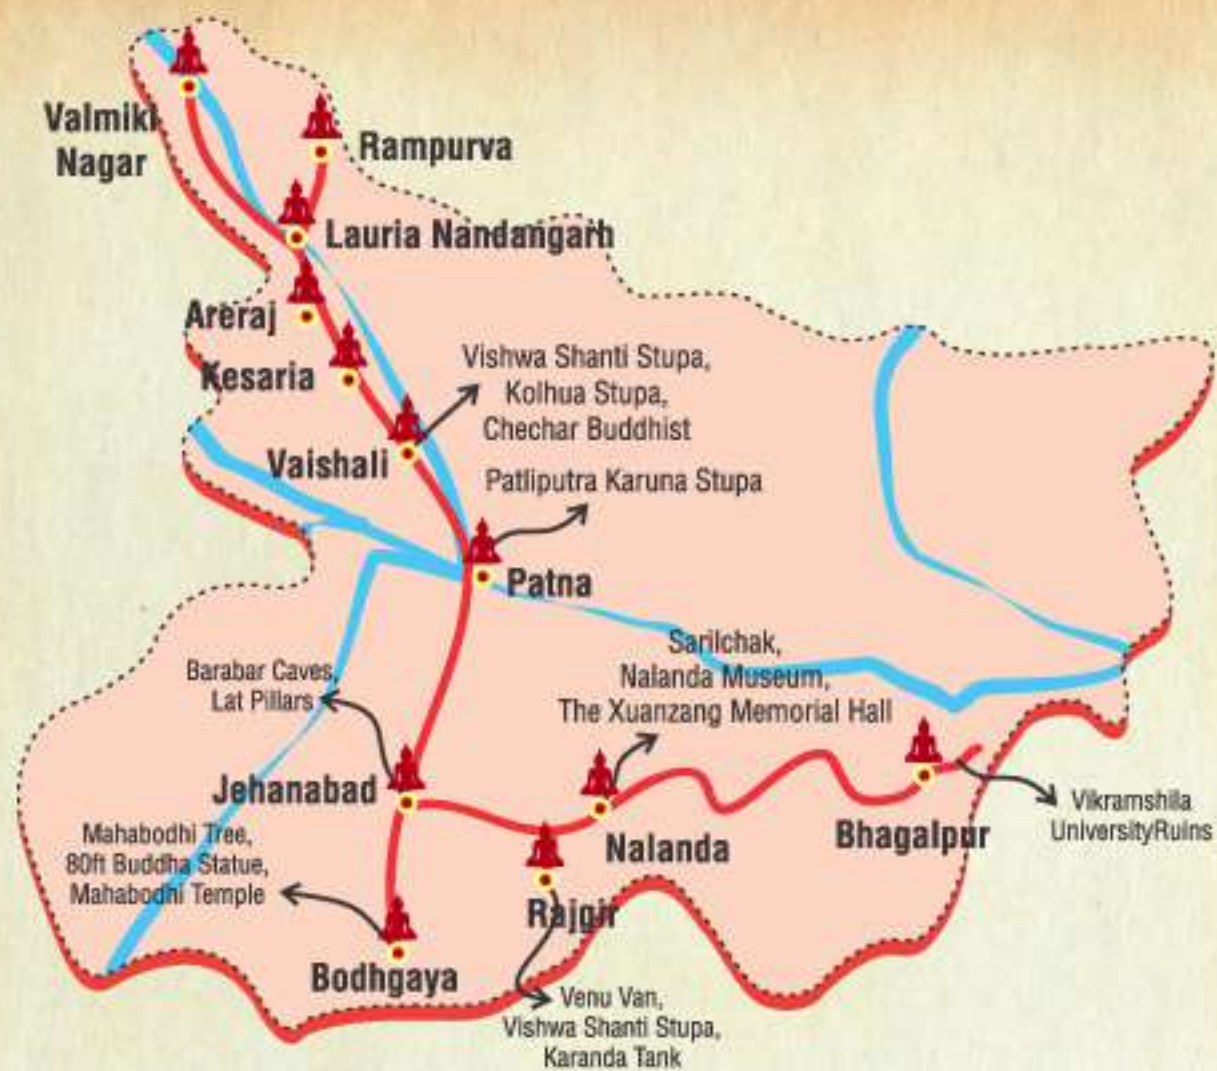 Valmiki
Nagar
Rampurva
Lauria Nandangarh
Areraj
Kesaria
Vishwa Shanti Stupa,
Kolhua Stupa,
Chechar Buddhist
Vaishali
Patliputra Karuna Stupa
Patna
Barabar Caves,
Lat Pillars
Sarilchak,
Nalanda Museum,
The Xuanzang Memorial Hall
Jehanabad
Mahabodhi Tree,
80ft Buddha Statue,
Mahabodhi Temple
Nalanda
Bhagalpur
Vikramshila
UniversityRuins
Rajgir
Bodhgaya
Venu Van,
Vishwa Shanti Stupa,
Karanda Tank